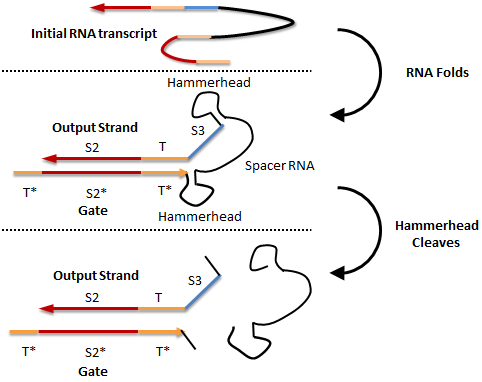 Initial RNA transcript
RNA Folds
Hammerhead
Output Strand
S3
S2
T
Spacer RNA
T*
S2*
T*
Gate
Hammerhead
Hammerhead
Cleaves
Output Strand
S3
S2
T
T*
S2*
T*
Gate